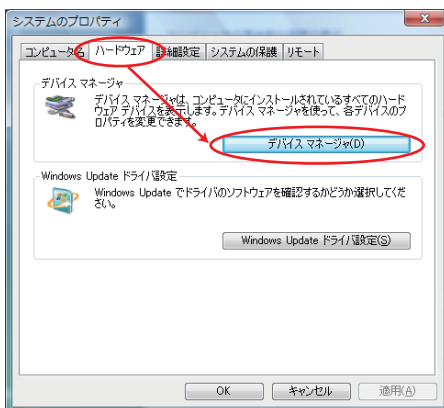 システムのプロパティ
コンピュータ名 ハードウェア 詳細設定 システムの保護 リモート
デバイス マネージャ
デバイス マネージャは、コンピュータにインストールされているすべてのハード
ウェア デバイスを表示します。デバイス マネージャを使って、各デバイスのプ
ロパティを変更できます。
デバイス マネージャ(D)
Windows Update ドライバ設定
Windows Update でドライバのソフトウェアを確認するかどうか選択してくだ
さい。
Windows Update ドライバ設定(S)
OK キャンセル 適用(A)